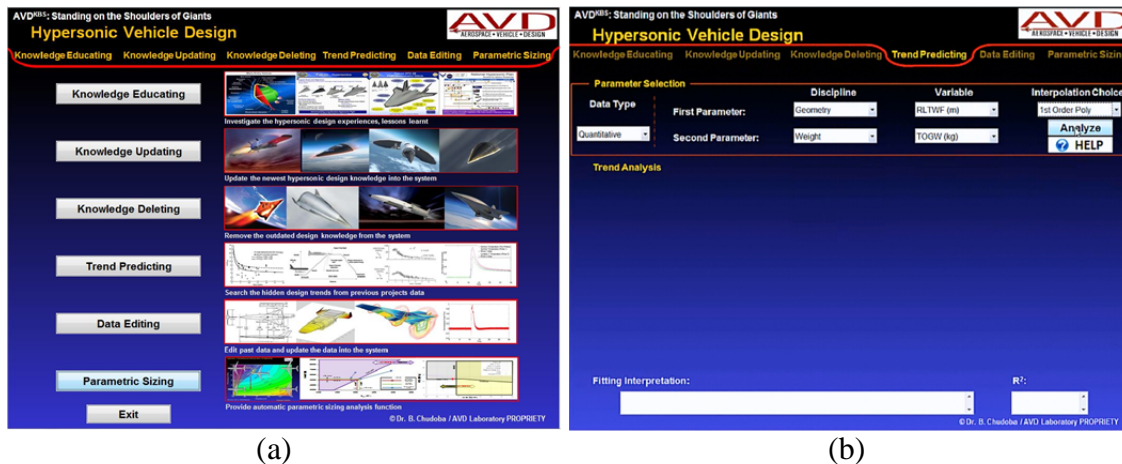 AVDKBS: Standing on the Shoulders of Giants
Hypersonic Vehicle Design
AVD
AEROSPACE • VEHICLE • DESIGN
Knowledge Educating Knowledge Updating Knowledge Deleting Trend Predicting Data Editing Parametric Sizing
Knowledge Educating
Investigate the hypersonic design experiences, lessons learnt
Knowledge Updating
Update the newest hypersonic design knowledge into the system
Knowledge Deleting
Remove the outdated design knowledge from the system
Trend Predicting
Search the hidden design trends from previous projects data
Data Editing
Edit past data and update the data into the system
Parametric Sizing
Provide automatic parametric sizing analysis function
Exit
© Dr. B. Chudoba / AVD Laboratory PROPRIETY
(a)
AVDKBS: Standing on the Shoulders of Giants
Hypersonic Vehicle Design
AVD
AEROSPACE • VEHICLE • DESIGN
Knowledge Educating Knowledge Updating Knowledge Deleting Trend Predicting Data Editing Parametric Sizin
Parameter Selection
Discipline Variable Interpolation Choice
Data Type First Parameter: Geometry RLTWF (m) 1st Order Poly
Quantitative Second Parameter: Weight TOGW (kg) Analyze
? HELP
Trend Analysis
Fitting Interpretation: R²:
© Dr. B. Chudoba / AVD Laboratory PROPRIETY
(b)